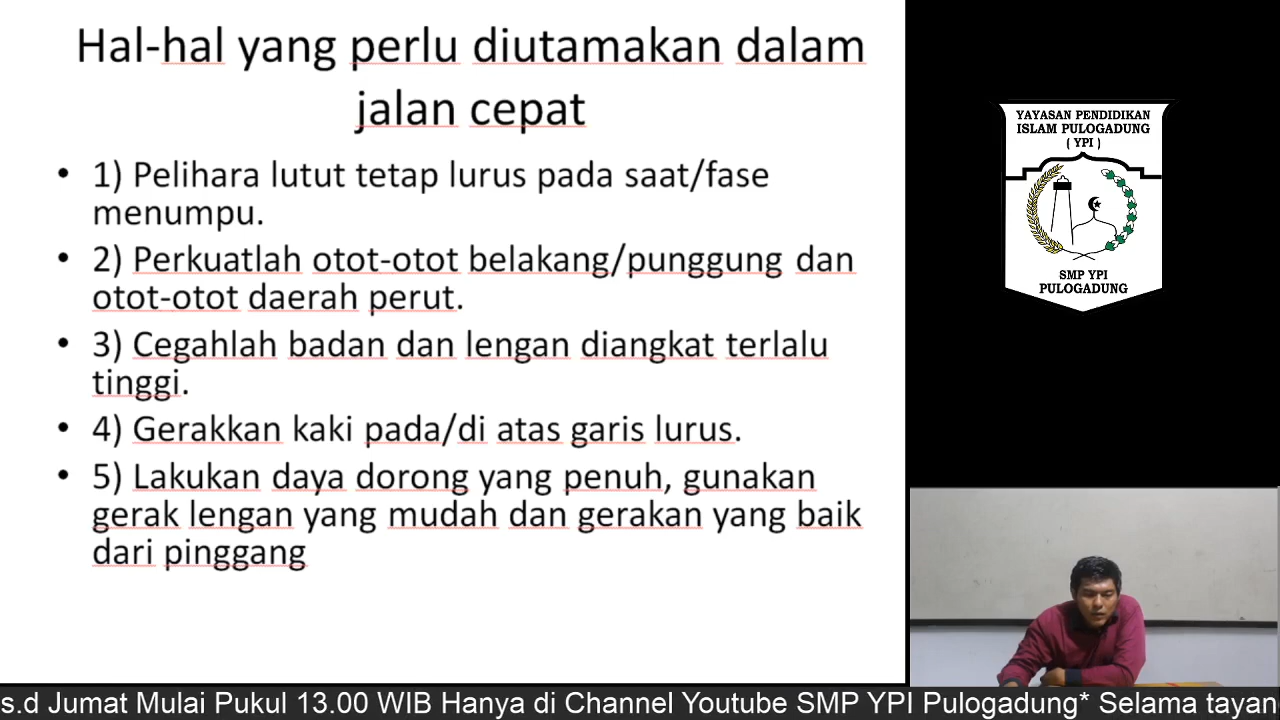 Hal-hal yang perlu diutamakan dalam
jalan cepat
• 1) Pelihara lutut tetap lurus pada saat/fase
menumpu.
• 2) Perkuatlah otot-otot belakang/punggung dan
otot-otot daerah perut.
• 3) Cegahlah badan dan lengan diangkat terlalu
tinggi.
• 4) Gerakkan kaki pada/di atas garis lurus.
• 5) Lakukan daya dorong yang penuh, gunakan
gerak lengan yang mudah dan gerakan yang baik
dari pinggang
YAYASAN PENDIDIKAN
ISLAM PULOGADUNG
( YPI )
SMP YPI
PULOGADUNG
s.d Jumat Mulai Pukul 13.00 WIB Hanya di Channel Youtube SMP YPI Pulogadung* Selama tayan